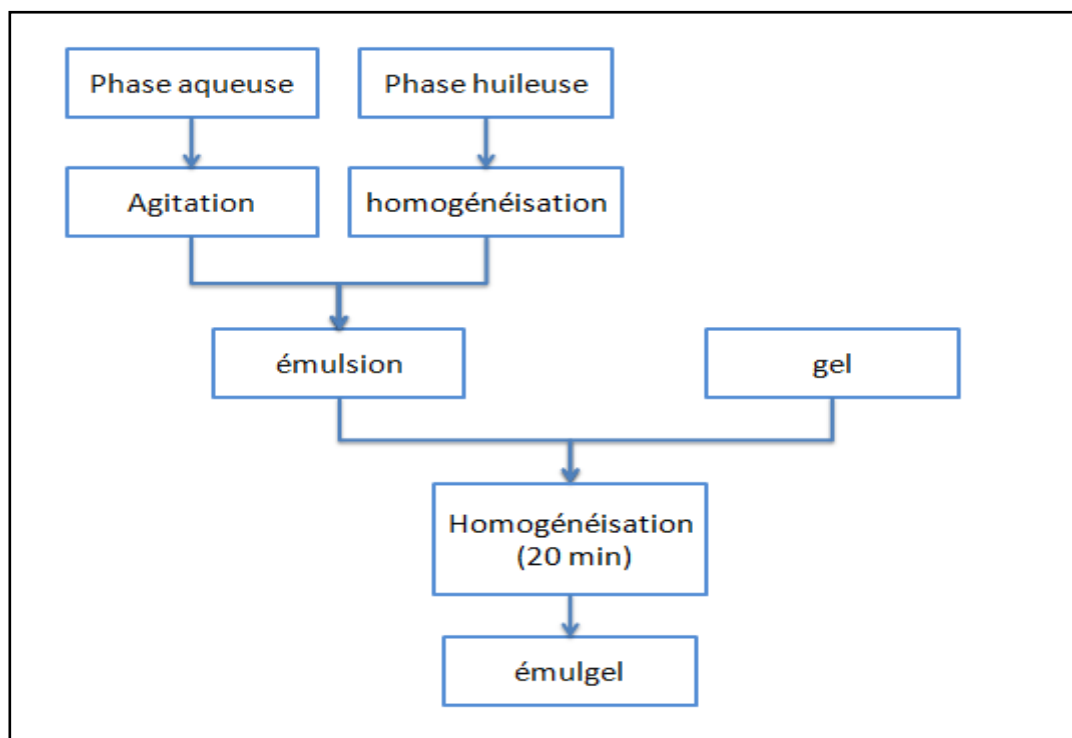 Phase aqueuse
Phase huileuse
Agitation
homogénéisation
émulsion
gel
Homogénéisation
(20 min)
émulgel